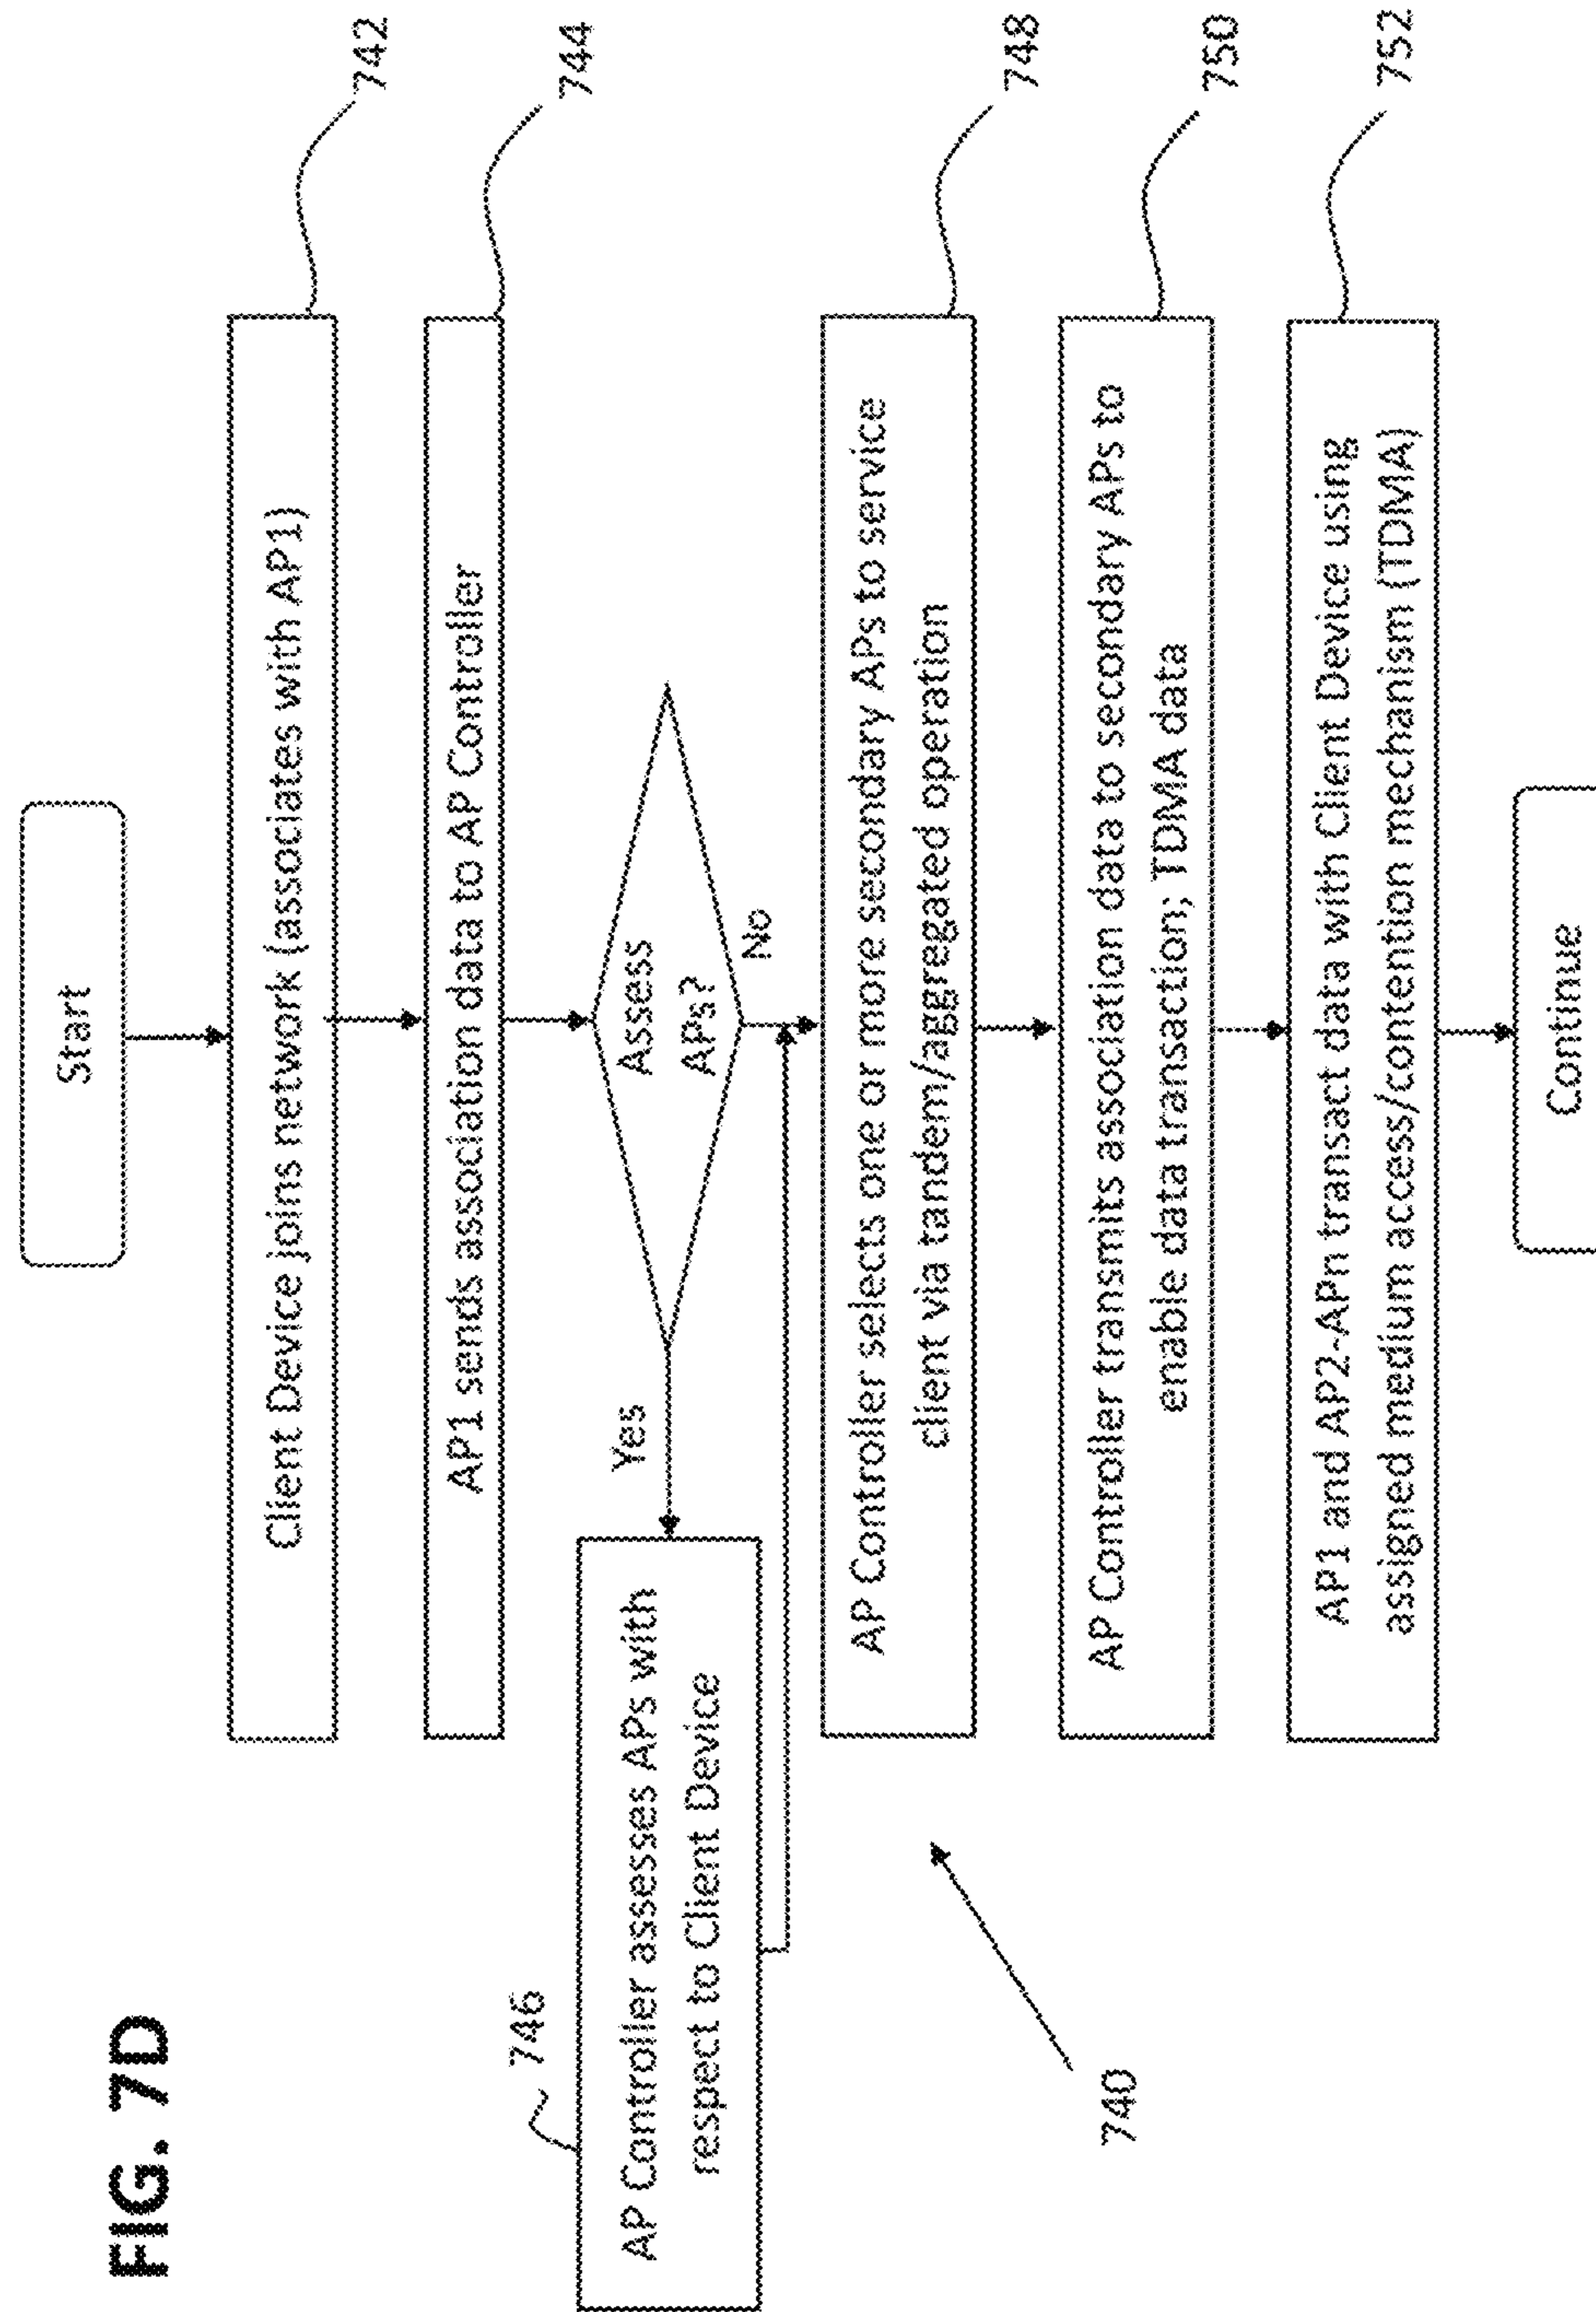 FIG. 7D
Start
Client Device joins network (associates with AP1)
742
AP1 sends association data to AP Controller
744
Assess
APs?
Yes
No
746
AP Controller assesses APs with
respect to Client Device
AP Controller selects one or more secondary APs to service
client via tandem/aggregated operation
748
AP Controller transmits association data to secondary APs to
enable data transaction; TDMA data
750
AP1 and AP2-APn transact data with Client Device using
assigned medium access/contention mechanism (TDMA)
752
740
Continue